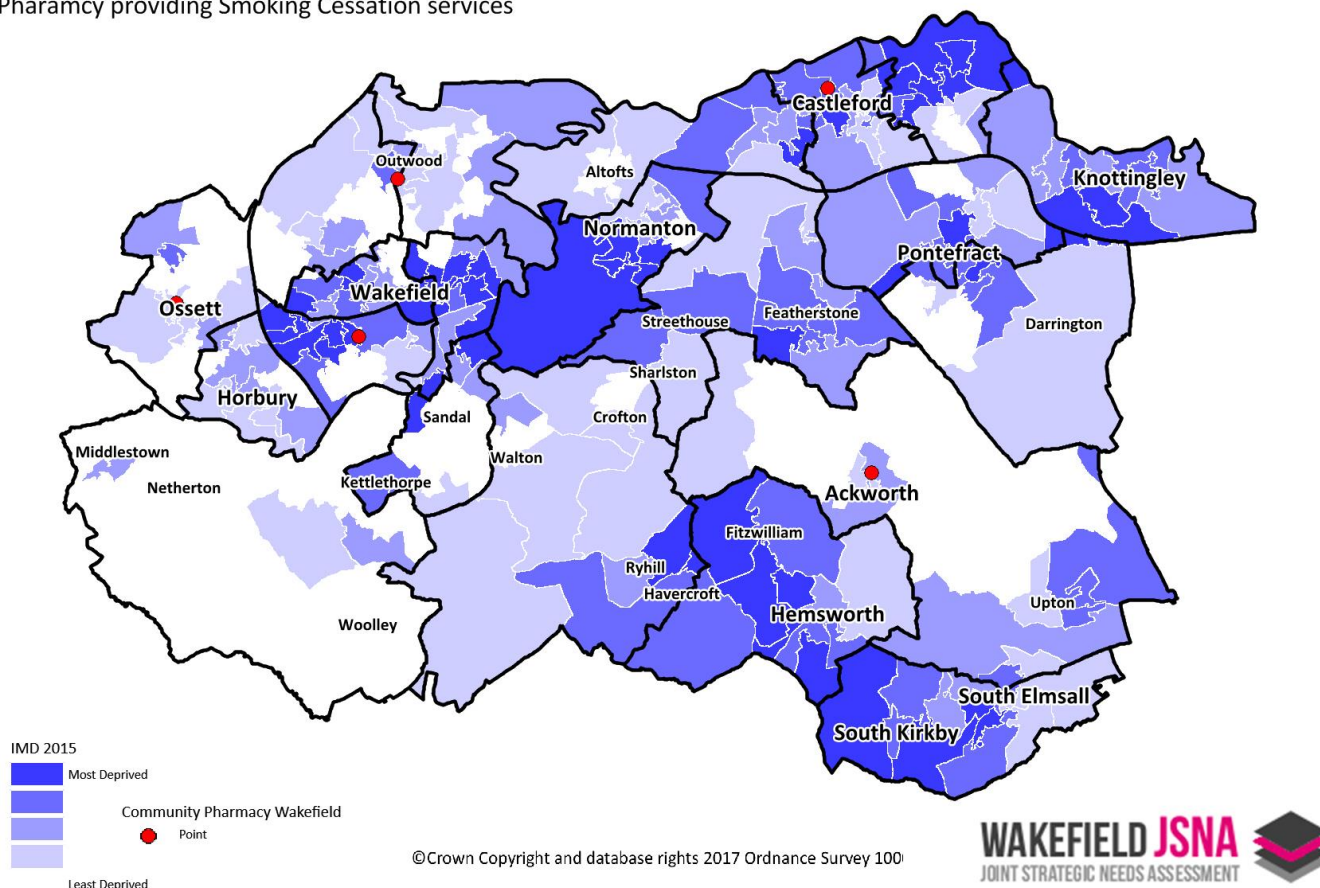 Pharamcy providing Smoking Cessation services
Castleford
Outwood
Altofts
Knottingley
Normanton
Pontefract
Wakefield
Ossett
Streethouse
Featherstone
Darrington
Sharlston
Horbury
Sandal
Crofton
Middlestown
Walton
Netherton
Kettlethorpe
Ackworth
Fitzwilliam
Ryhill
Havercroft
Upton
Hemsworth
Woolley
South Elmsall
South Kirkby
IMD 2015
Most Deprived
Community Pharmacy Wakefield
Point
Least Deprived
©Crown Copyright and database rights 2017 Ordnance Survey 100
WAKEFIELD JSNA
JOINT STRATEGIC NEEDS ASSESSMENT